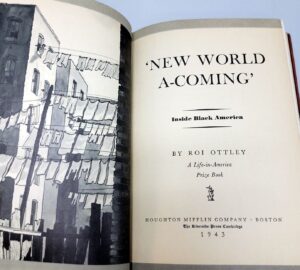 'NEW WORLD
A-COMING'
Inside Black America
BY ROI OTTLEY
A Life-in-America
Prize Book
HOUGHTON MIFFLIN COMPANY · BOSTON
The Riverside Press Cambridge
1943